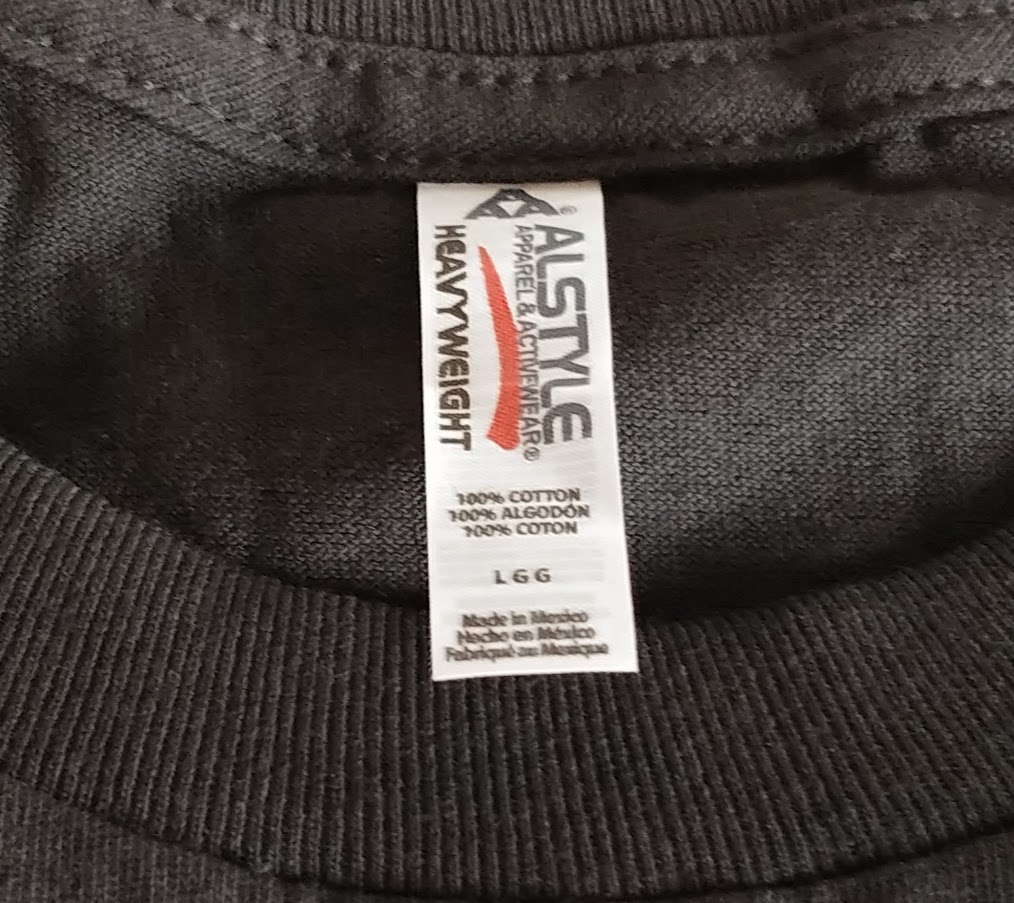 ®
ALSTYLE
APPAREL & ACTIVEWEAR®
HEAVYWEIGHT
100% COTTON
100% ALGODÓN
100% COTON
L G G
Made in Mexico
Hecho en México
Fabriqué au Mexique